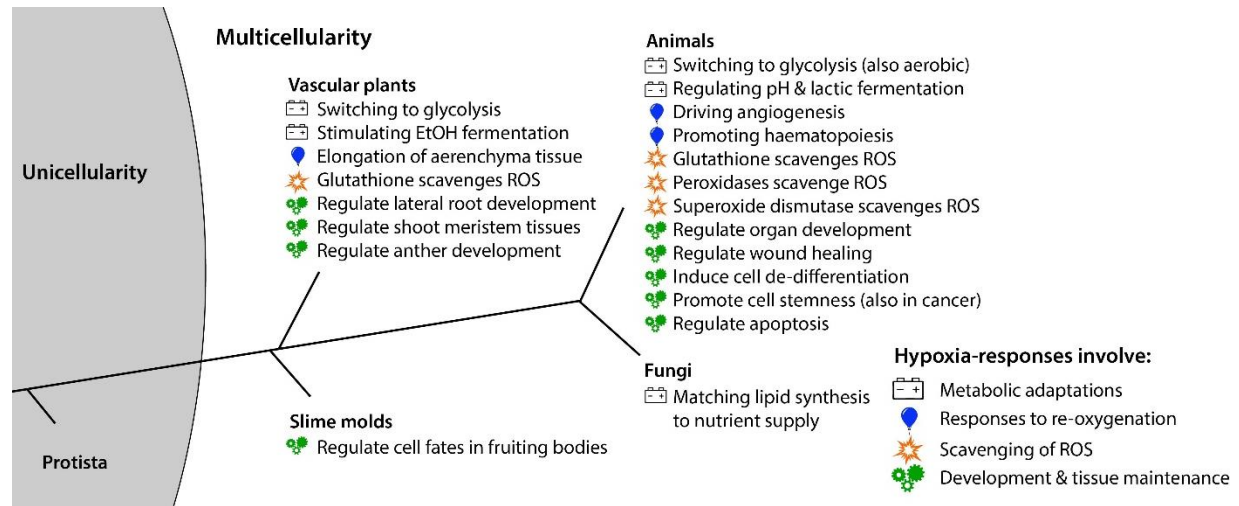 Multicellularity
Unicellularity
Protista
Vascular plants
Switching to glycolysis
Stimulating EtOH fermentation
Elongation of aerenchyma tissue
Glutathione scavenges ROS
Regulate lateral root development
Regulate shoot meristem tissues
Regulate anther development
Slime molds
Regulate cell fates in fruiting bodies
Animals
Switching to glycolysis (also aerobic)
Regulating pH & lactic fermentation
Driving angiogenesis
Promoting haematopoiesis
Glutathione scavenges ROS
Peroxidases scavenge ROS
Superoxide dismutase scavenges ROS
Regulate organ development
Regulate wound healing
Induce cell de-differentiation
Promote cell stemness (also in cancer)
Regulate apoptosis
Fungi
Matching lipid synthesis
to nutrient supply
Hypoxia-responses involve:
Metabolic adaptations
Responses to re-oxygenation
Scavenging of ROS
Development & tissue maintenance